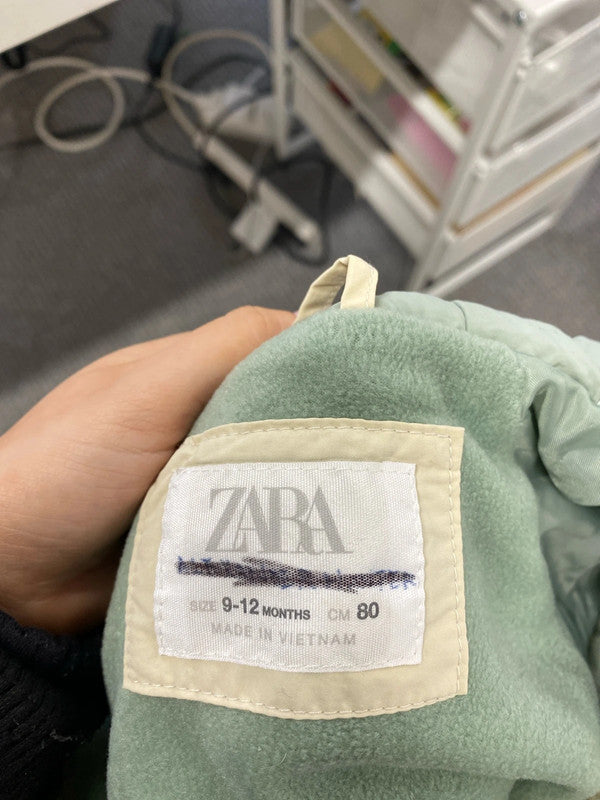 ZARA
SIZE 9-12 MONTHS CM 80
MADE IN VIETNAM